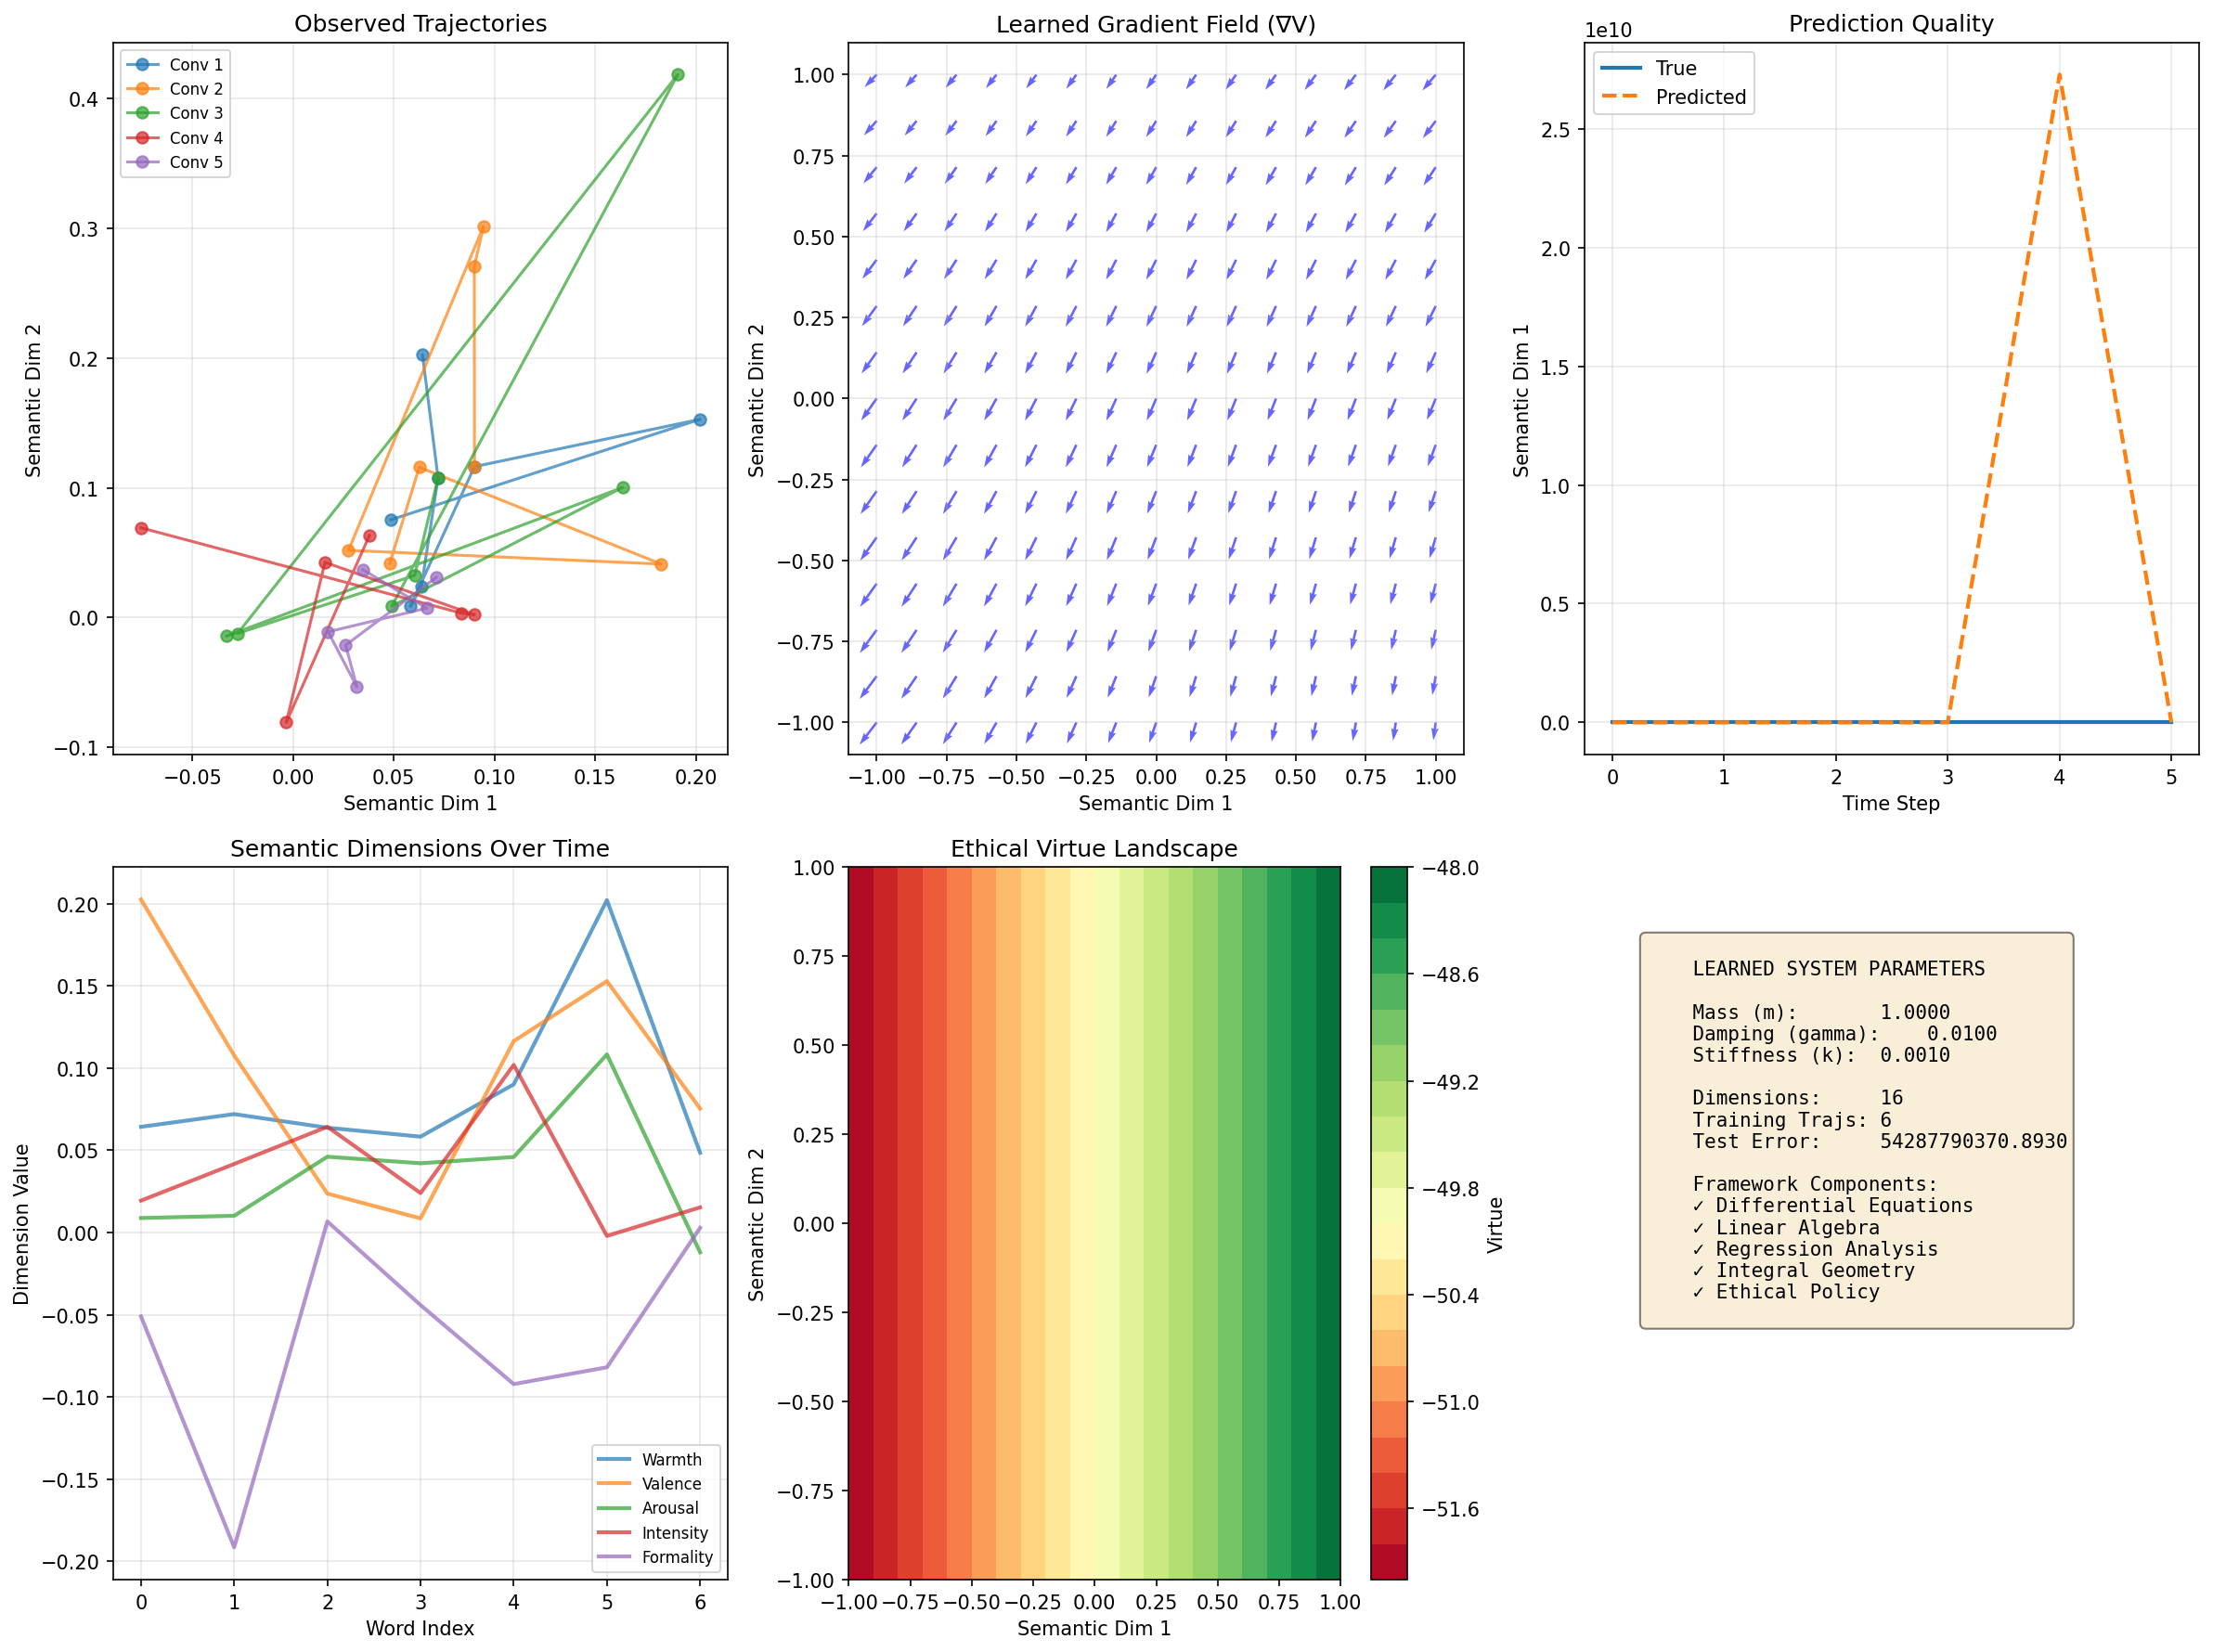 Observed Trajectories
Conv 1
Conv 2
Conv 3
Conv 4
Conv 5
0.4
0.3
0.2
0.1
0.0
−0.1
Semantic Dim 2
−0.05 0.00 0.05 0.10 0.15 0.20
Semantic Dim 1
Learned Gradient Field (∇V)
1.00
0.75
0.50
0.25
0.00
−0.25
−0.50
−0.75
−1.00
Semantic Dim 2
−1.00 −0.75 −0.50 −0.25 0.00 0.25 0.50 0.75 1.00
Semantic Dim 1
Prediction Quality
1e10
True
Predicted
2.5
2.0
1.5
1.0
0.5
0.0
Semantic Dim 1
0 1 2 3 4 5
Time Step
Semantic Dimensions Over Time
0.20
0.15
0.10
0.05
0.00
−0.05
−0.10
−0.15
−0.20
Dimension Value
Warmth
Valence
Arousal
Intensity
Formality
0 1 2 3 4 5 6
Word Index
Ethical Virtue Landscape
1.00
0.75
0.50
0.25
0.00
−0.25
−0.50
−0.75
−1.00
Semantic Dim 2
−1.00 −0.75 −0.50 −0.25 0.00 0.25 0.50 0.75 1.00
Semantic Dim 1
−48.0
−48.6
−49.2
−49.8
−50.4
−51.0
−51.6
Virtue
LEARNED SYSTEM PARAMETERS
Mass (m): 1.0000
Damping (gamma): 0.0100
Stiffness (k): 0.0010
Dimensions: 16
Training Trajs: 6
Test Error: 54287790370.8930
Framework Components:
✓ Differential Equations
✓ Linear Algebra
✓ Regression Analysis
✓ Integral Geometry
✓ Ethical Policy